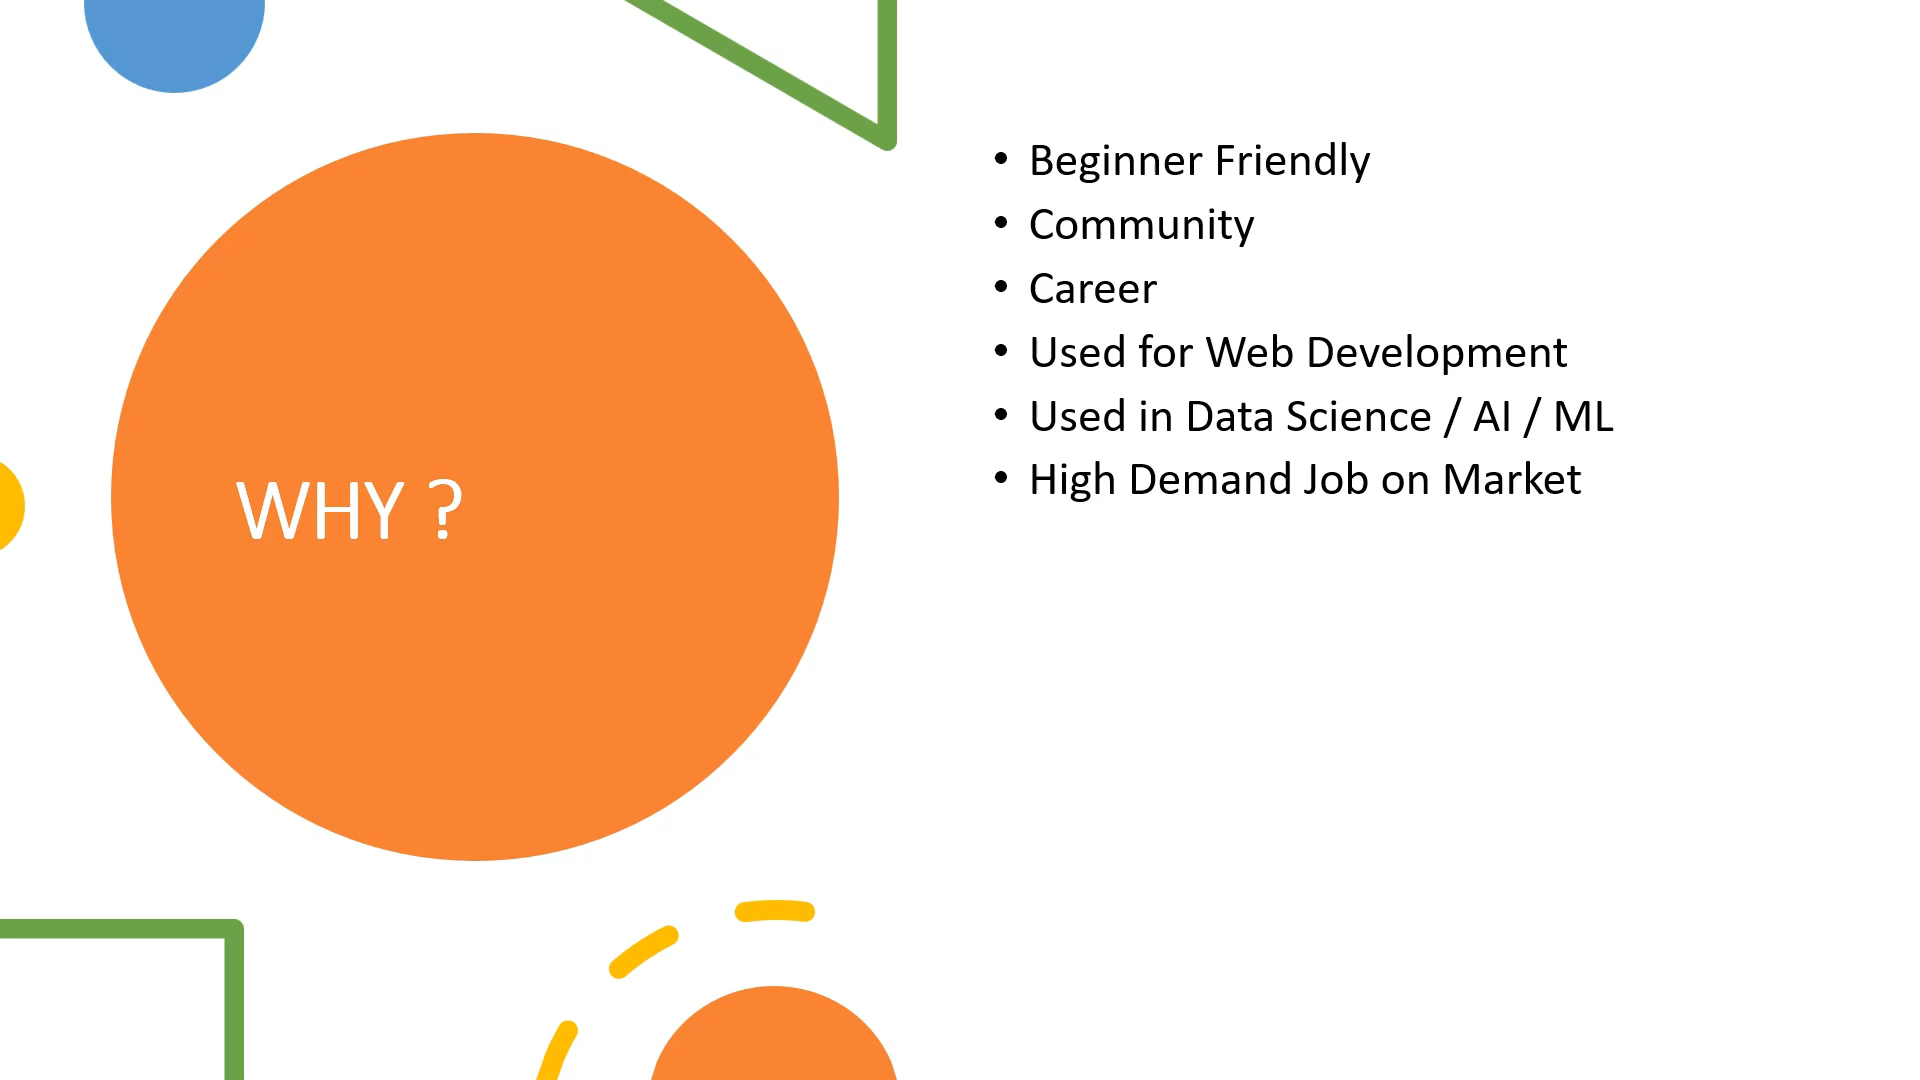 WHY ?
• Beginner Friendly
• Community
• Career
• Used for Web Development
• Used in Data Science / AI / ML
• High Demand Job on Market